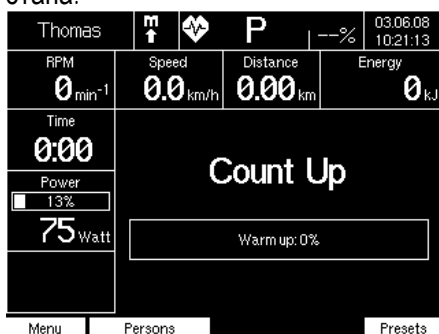 Thomas m P --% 03.06.08
10:21:13
RPM Speed Distance Energy
0 min-1 0.0 km/h 0.00 km 0 kJ
Time
0:00
Count Up
Power
13%
75 Watt
Warm up: 0%
Menu Persons Presets